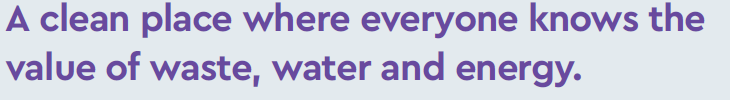 A clean place where everyone knows the
value of waste, water and energy.